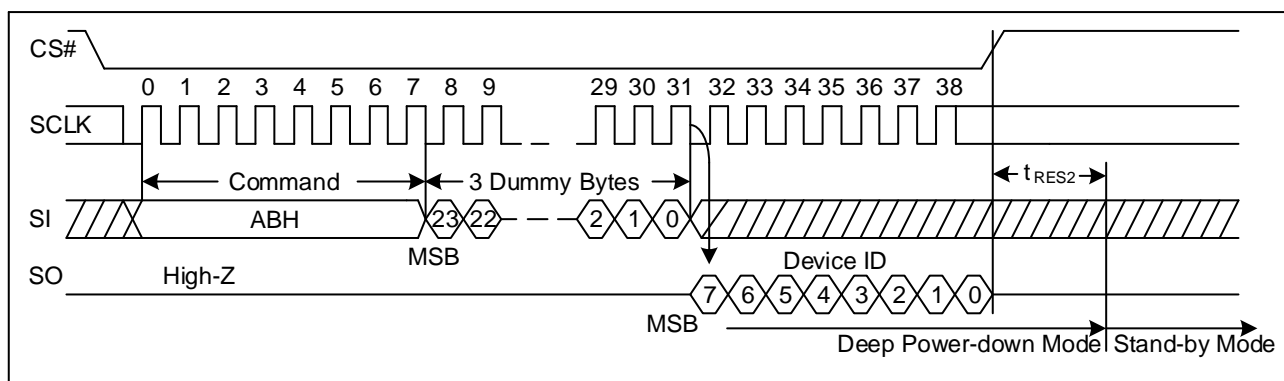 CS#
0 1 2 3 4 5 6 7 8 9 29 30 31 32 33 34 35 36 37 38
SCLK
Command 3 Dummy Bytes tRES2
SI ABH 23 22 2 1 0
MSB
SO High-Z Device ID
7 6 5 4 3 2 1 0
MSB
Deep Power-down Mode Stand-by Mode